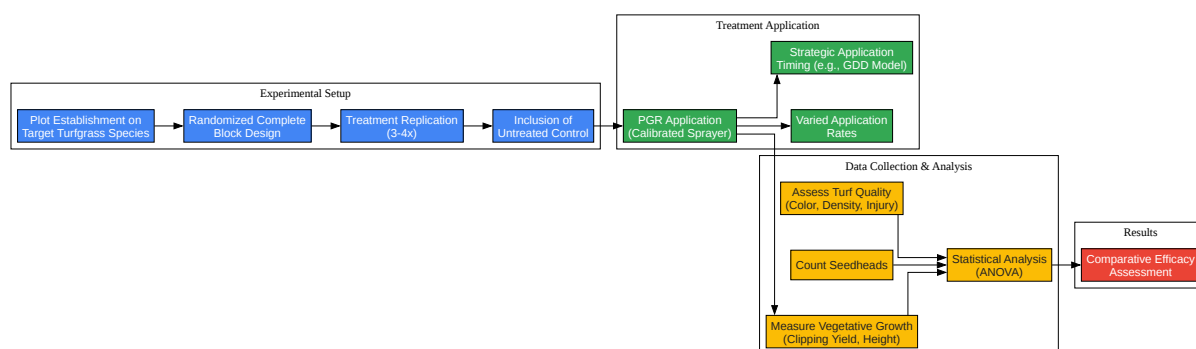 Treatment Application
Strategic Application
Timing (e.g., GDD Model)
Experimental Setup
Plot Establishment on
Target Turfgrass Species
Randomized Complete
Block Design
Treatment Replication
(3-4x)
Inclusion of
Untreated Control
PGR Application
(Calibrated Sprayer)
Varied Application
Rates
Data Collection & Analysis
Assess Turf Quality
(Color, Density, Injury)
Count Seedheads
Statistical Analysis
(ANOVA)
Measure Vegetative Growth
(Clipping Yield, Height)
Results
Comparative Efficacy
Assessment